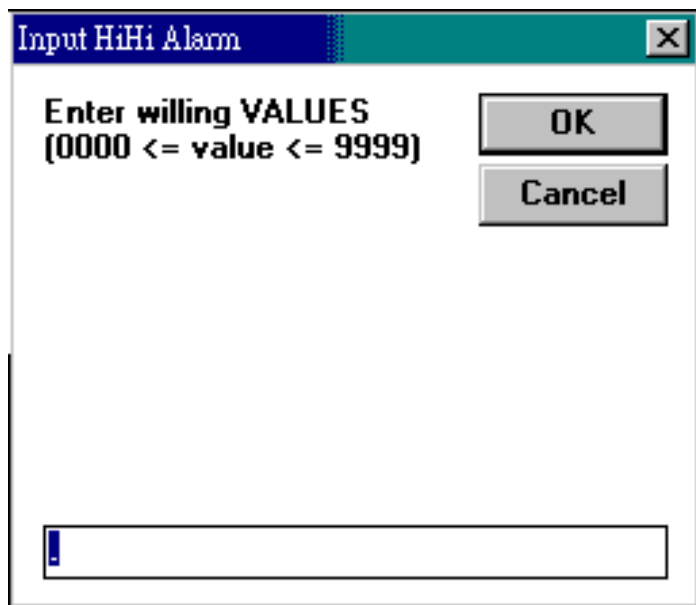 Input HiHi Alarm
Enter willing VALUES
(0000 <= value <= 9999)
OK
Cancel
.